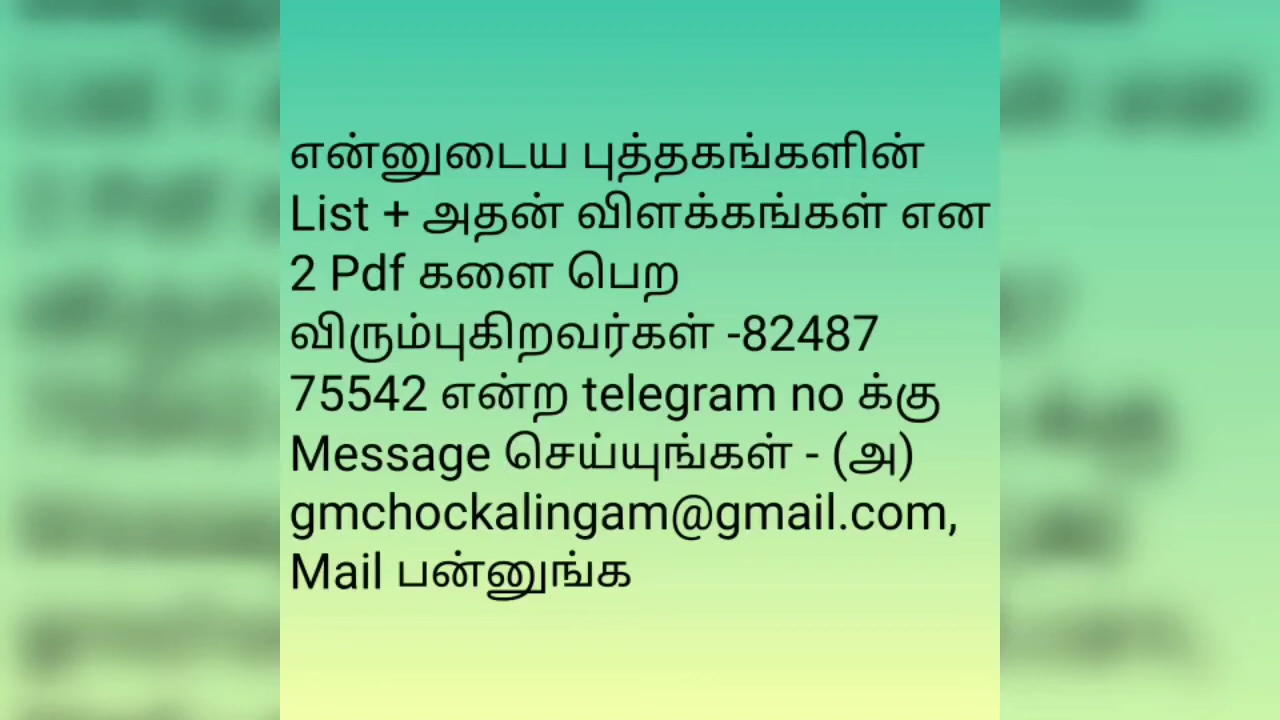 என்னுடைய புத்தகங்களின்
List + அதன் விளக்கங்கள் என
2 Pdf களை பெற
விரும்புகிறவர்கள் -82487
75542 என்ற telegram no க்கு
Message செய்யுங்கள் - (அ)
gmchockalingam@gmail.com,
Mail பன்னுங்க